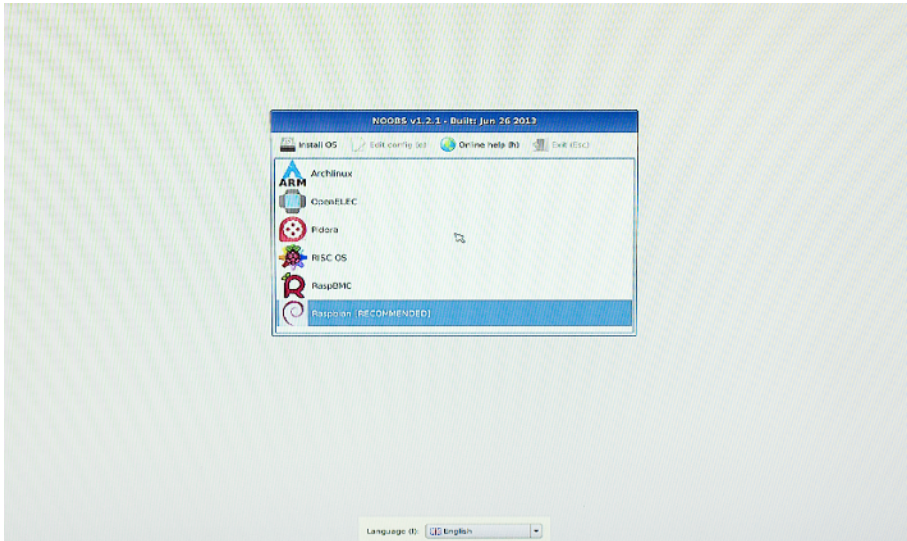 NOOBS v1.2.1 - Built: Jun 26 2013
Install OS Edit config (e) Online help (h) Exit (Esc)
ARM Archlinux
OpenELEC
Pidora
RISC OS
RaspBMC
Raspbian [RECOMMENDED]
Language (l): English